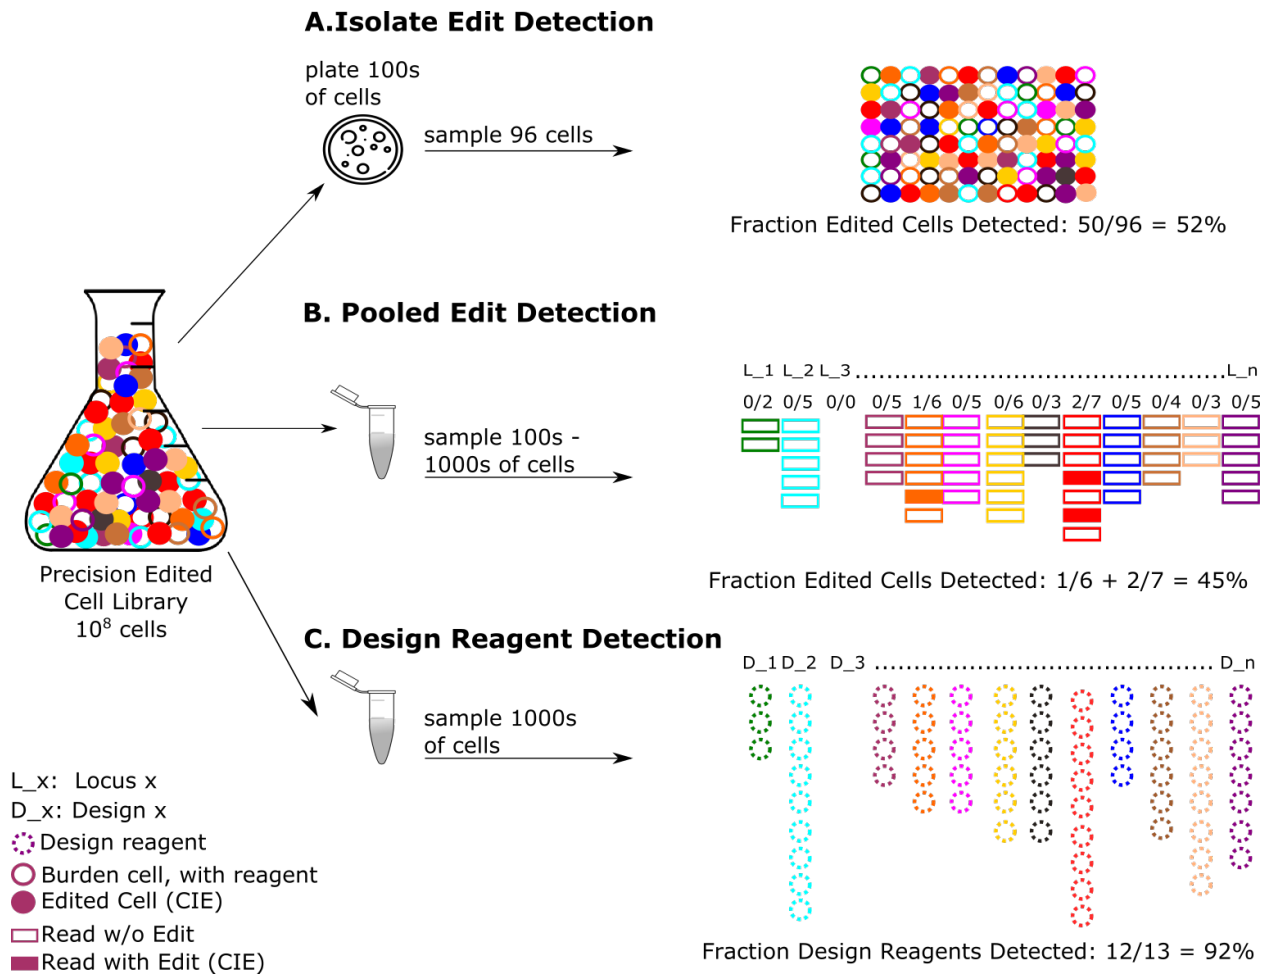 A.Isolate Edit Detection
plate 100s
of cells
sample 96 cells
Fraction Edited Cells Detected: 50/96 = 52%
B. Pooled Edit Detection
sample 100s -
1000s of cells
L_1 L_2 L_3 ........................................ L_n
0/2 0/5 0/0 0/5 1/6 0/5 0/6 0/3 2/7 0/5 0/4 0/3 0/5
Fraction Edited Cells Detected: 1/6 + 2/7 = 45%
Precision Edited
Cell Library
10⁸ cells
C. Design Reagent Detection
sample 1000s
of cells
D_1 D_2 D_3 ..................................... D_n
Fraction Design Reagents Detected: 12/13 = 92%
L_x: Locus x
D_x: Design x
Design reagent
Burden cell, with reagent
Edited Cell (CIE)
Read w/o Edit
Read with Edit (CIE)